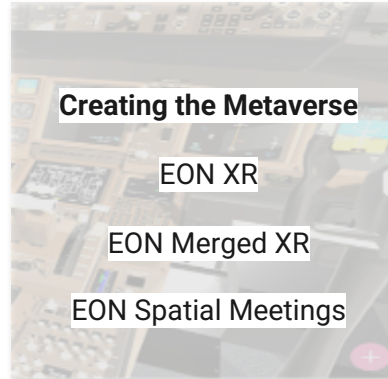 Creating the Metaverse
EON XR
EON Merged XR
EON Spatial Meetings